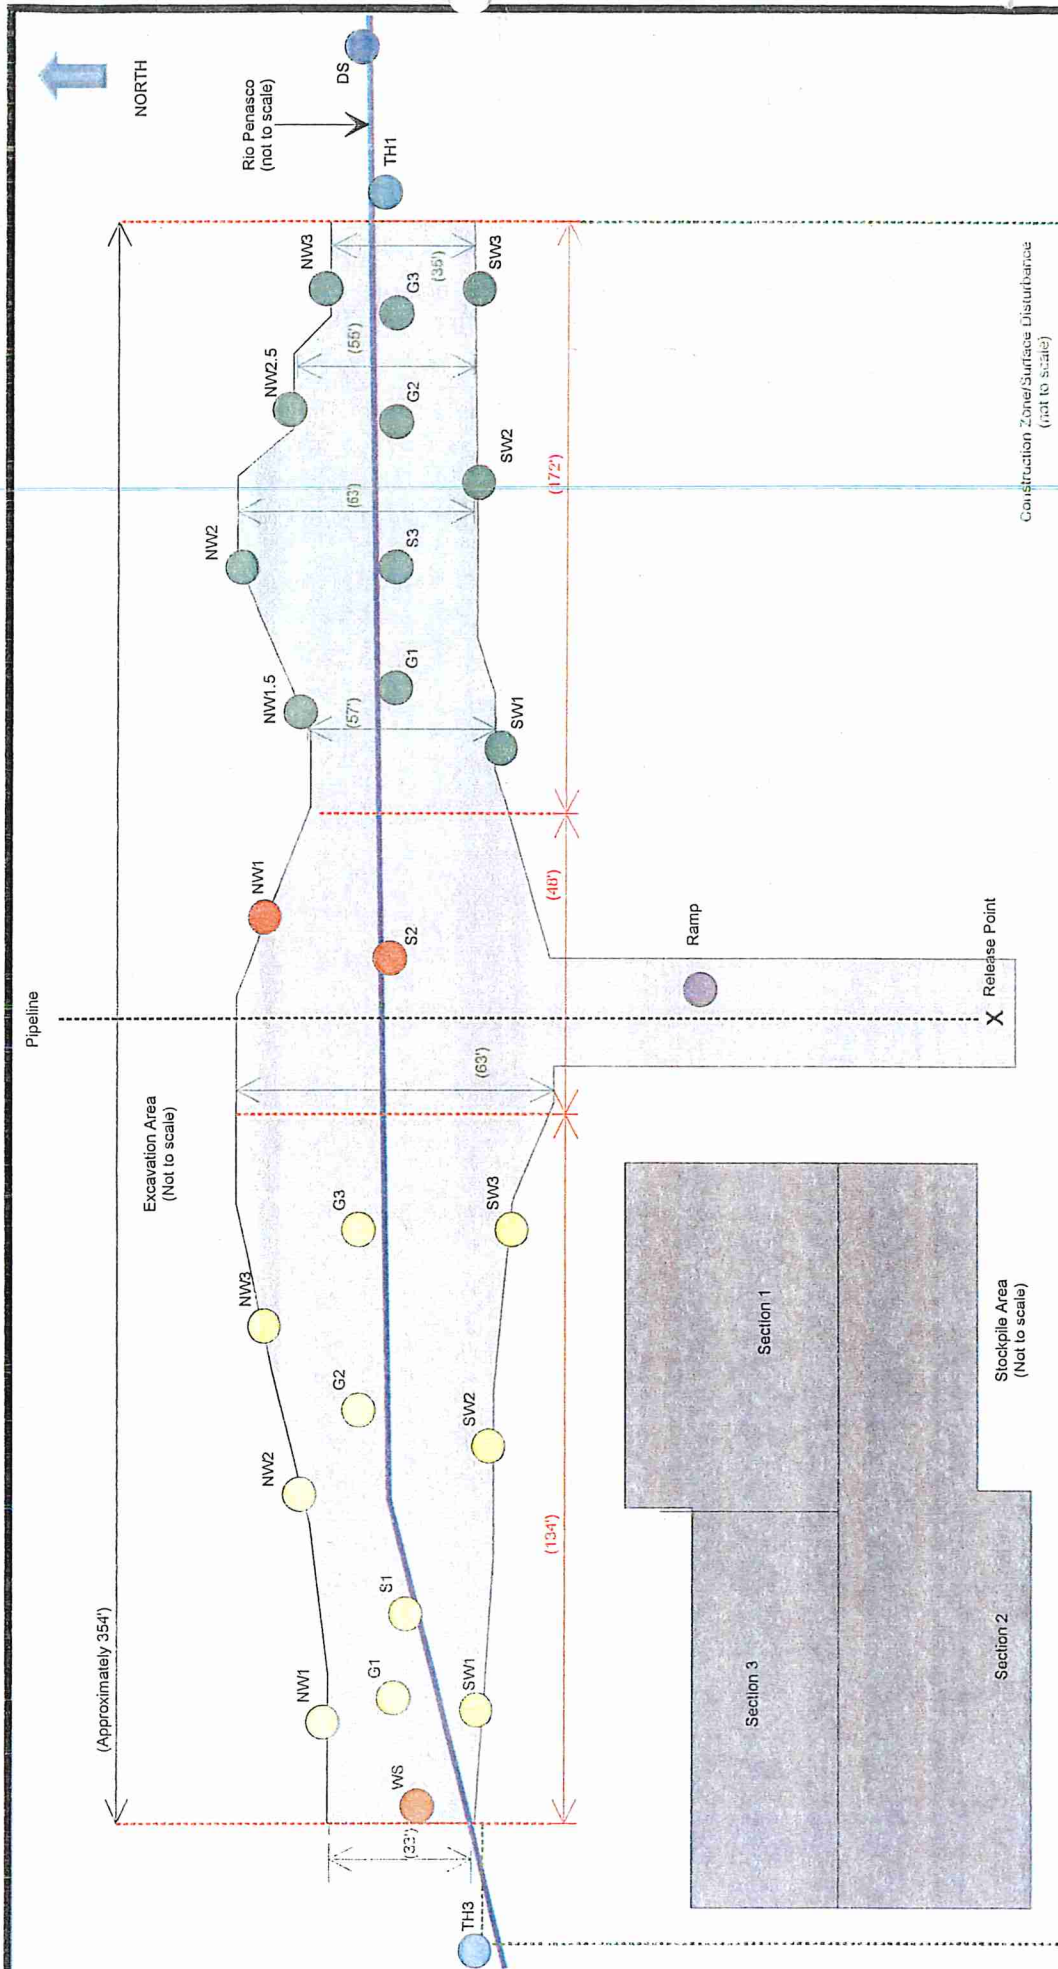 NORTH
DS
Rio Penasco
(not to scale)
TH1
NW3
(35')
SW3
G3
(55')
NW2.5
G2
SW2
(63')
(172')
NW2
S3
G1
NW1.5
(57')
SW1
Construction Zone/Surface Disturbance
(not to scale)
NW1
S2
(48')
Ramp
Pipeline
Release Point
X
(63')
Excavation Area
(Not to scale)
G3
SW3
NW3
G2
SW2
NW2
(134')
S1
NW1
G1
SW1
WS
(33')
TH3
(Approximately 354')
Section 1
Section 3
Section 2
Stockpile Area
(Not to scale)